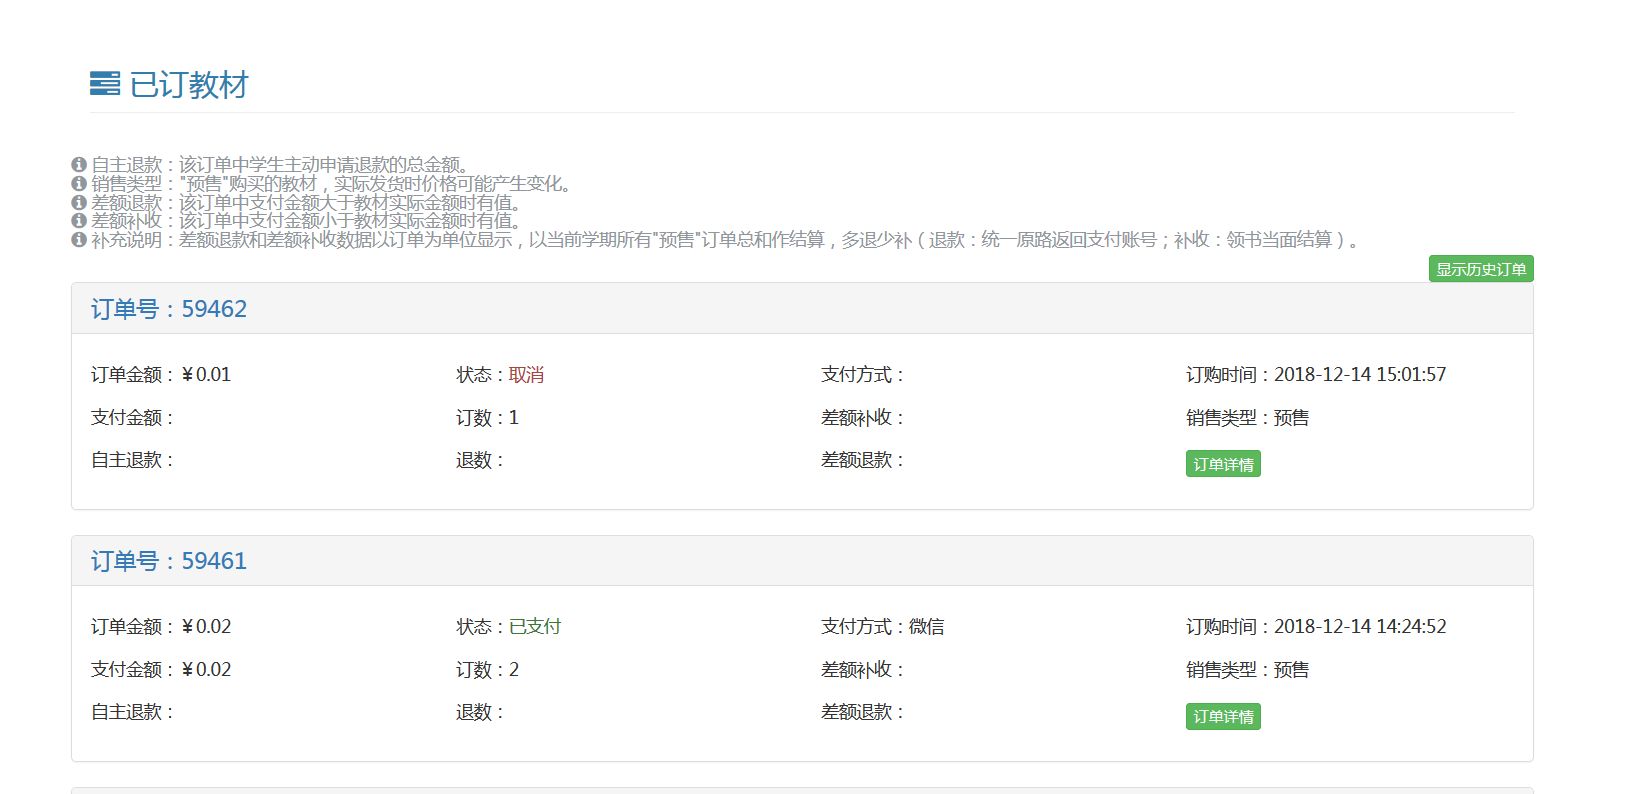 已订教材
自主退款：该订单中学生主动申请退款的总金额。
销售类型："预售"购买的教材，实际发货时价格可能产生变化。
差额退款：该订单中支付金额大于教材实际金额时有值。
差额补收：该订单中支付金额小于教材实际金额时有值。
补充说明：差额退款和差额补收数据以订单为单位显示，以当前学期所有"预售"订单总和作结算，多退少补（退款：统一原路返回支付账号；补收：领书当面结算）。
显示历史订单
订单号：59462
订单金额：¥0.01 状态：取消 支付方式： 订购时间：2018-12-14 15:01:57
支付金额： 订数：1 差额补收： 销售类型：预售
自主退款： 退数： 差额退款： 订单详情
订单号：59461
订单金额：¥0.02 状态：已支付 支付方式：微信 订购时间：2018-12-14 14:24:52
支付金额：¥0.02 订数：2 差额补收： 销售类型：预售
自主退款： 退数： 差额退款： 订单详情